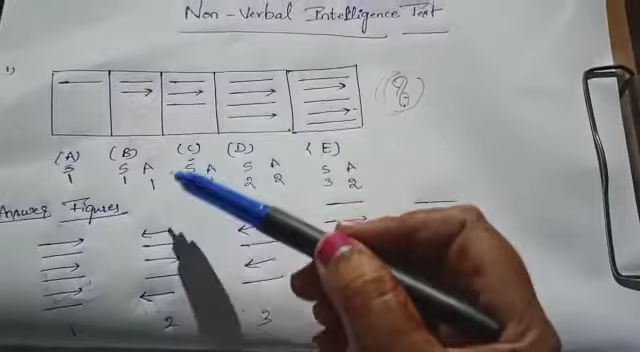 Non-Verbal Intelligence Test
1)
(A) (B) (C) (D) (E)
S S A S A S A S A
1 1 1 2 2 3 2
Answer Figures
1 2 3